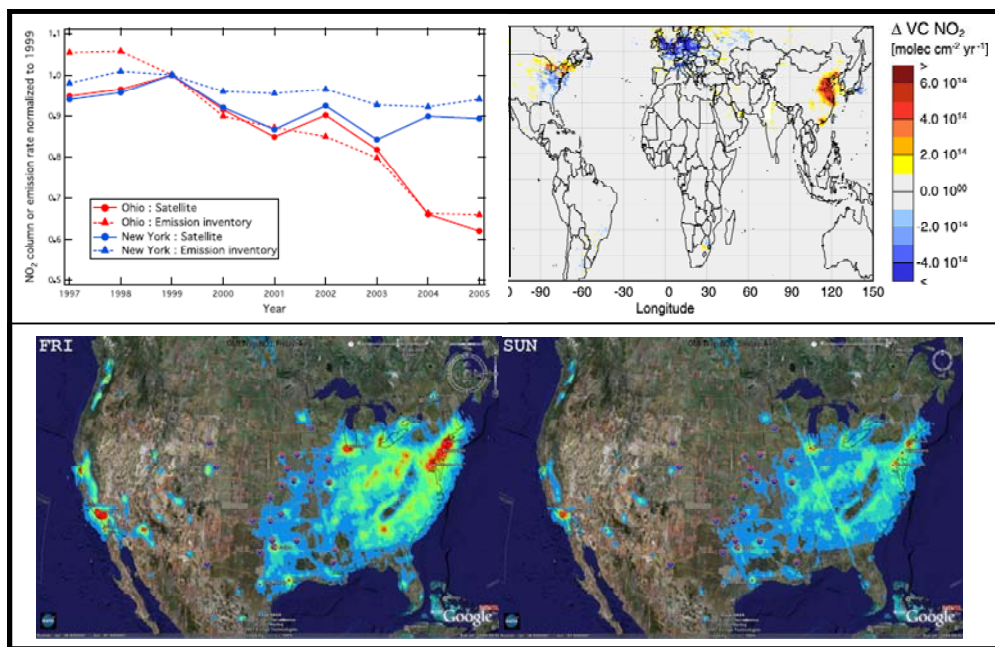 NO2 column or emission rate normalized to 1999
1.1
1.0
0.9
0.8
0.7
0.6
0.5
Ohio : Satellite
Ohio : Emission inventory
New York : Satellite
New York : Emission inventory
1997 1998 1999 2000 2001 2002 2003 2004 2005
Year
Δ VC NO2
[molec cm-2 yr-1]
>
6.0 10^14
4.0 10^14
2.0 10^14
0.0 10^00
-2.0 10^14
-4.0 10^14
<
-90 -60 -30 0 30 60 90 120 150
Longitude
FRI
Google
SUN
Google